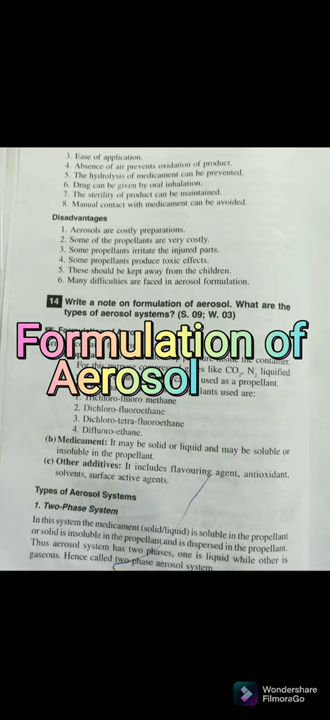 3. Ease of application.
4. Absence of air prevents oxidation of product.
5. The hydrolysis of medicament can be prevented.
6. Drug can be given by oral inhalation.
7. The sterility of product can be maintained.
8. Manual contact with medicament can be avoided.
Disadvantages
1. Aerosols are costly preparations.
2. Some of the propellants are very costly.
3. Some propellants irritate the injured parts.
4. Some propellants produce toxic effects.
5. These should be kept away from the children.
6. Many difficulties are faced in aerosol formulation.
14 Write a note on formulation of aerosol. What are the
types of aerosol systems? (S. 09; W. 03)
Formulation of
Aerosol
inside the container.
For this purpose like CO2, N2 liquified
used as a propellant.
used are:
1. Trichloro-fluoro methane
2. Dichloro-fluoroethane
3. Dichloro-tetra-fluoroethane
4. Difluoro-ethane.
(b) Medicament: It may be solid or liquid and may be soluble or
insoluble in the propellant.
(c) Other additives: It includes flavouring agent, antioxidant,
solvents, surface active agents.
Types of Aerosol Systems
1. Two-Phase System
In this system the medicament (solid/liquid) is soluble in the propellant
or solid is insoluble in the propellant and is dispersed in the propellant.
Thus aerosol system has two phases, one is liquid while other is
gaseous. Hence called two-phase aerosol system
Wondershare
FilmoraGo